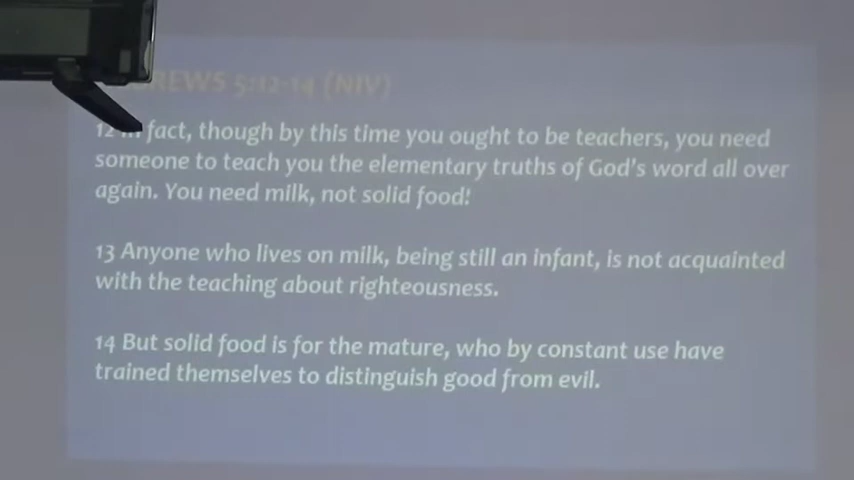 HEBREWS 5:12-14 (NIV)
12 In fact, though by this time you ought to be teachers, you need
someone to teach you the elementary truths of God's word all over
again. You need milk, not solid food!
13 Anyone who lives on milk, being still an infant, is not acquainted
with the teaching about righteousness.
14 But solid food is for the mature, who by constant use have
trained themselves to distinguish good from evil.